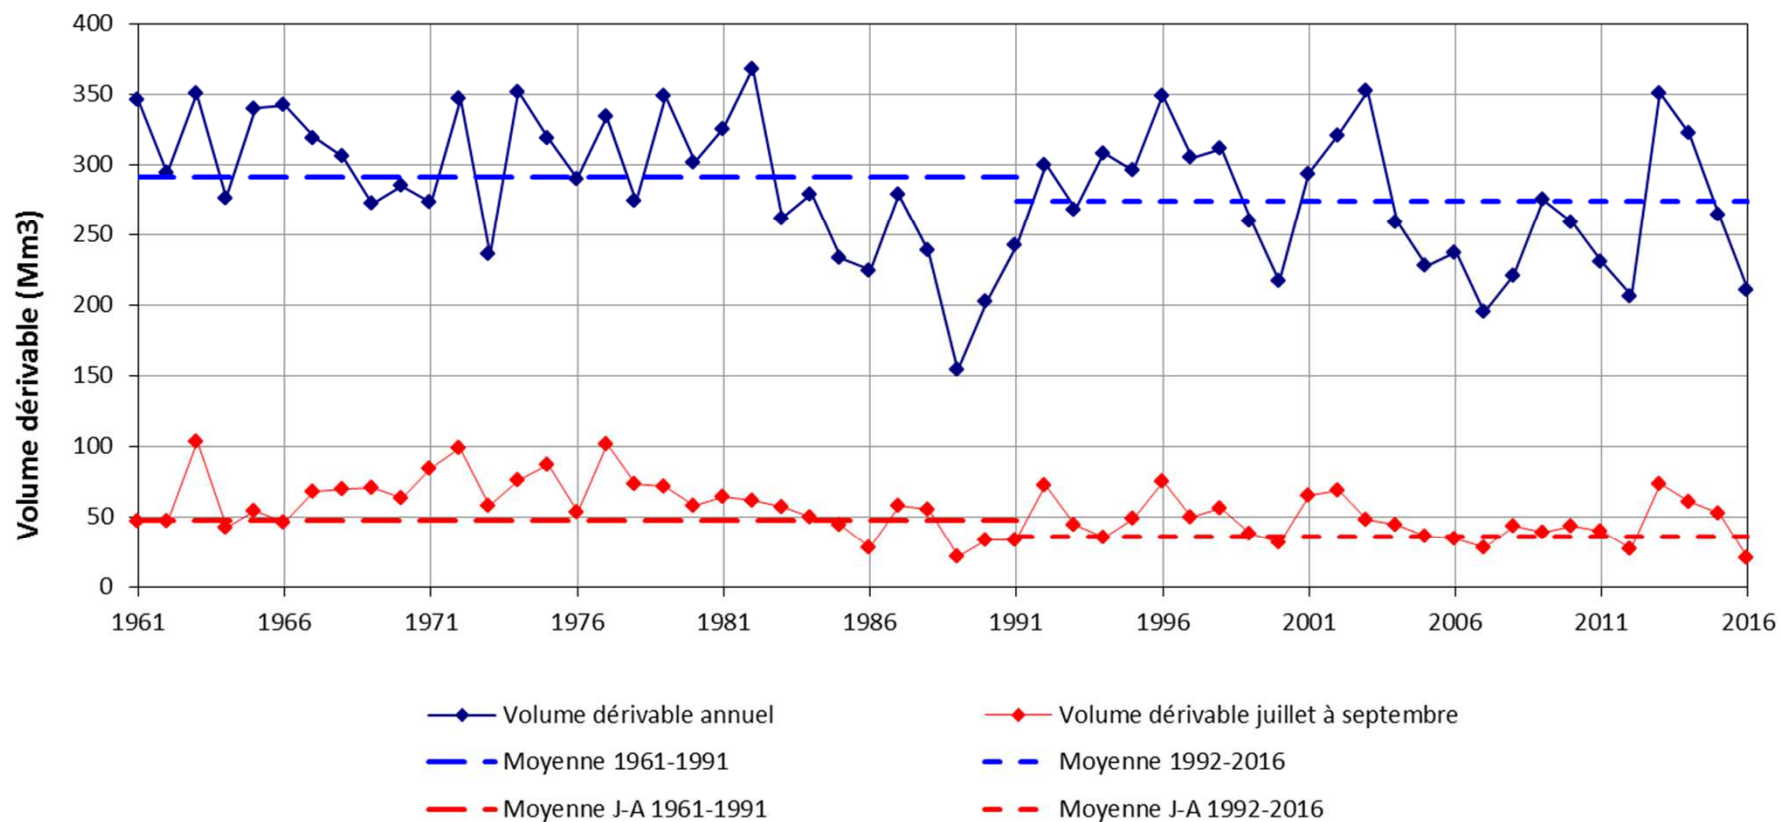 Volume dérivable (Mm3)
400
350
300
250
200
150
100
50
0
1961 1966 1971 1976 1981 1986 1991 1996 2001 2006 2011 2016
Volume dérivable annuel Volume dérivable juillet à septembre
Moyenne 1961-1991 Moyenne 1992-2016
Moyenne J-A 1961-1991 Moyenne J-A 1992-2016